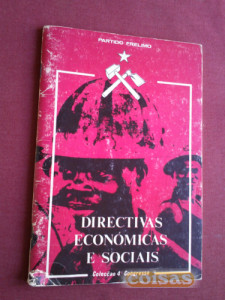 PARTIDO FRELIMO
DIRECTIVAS
ECONÓMICAS
E SOCIAIS
Colecção 4º Congresso
coisas